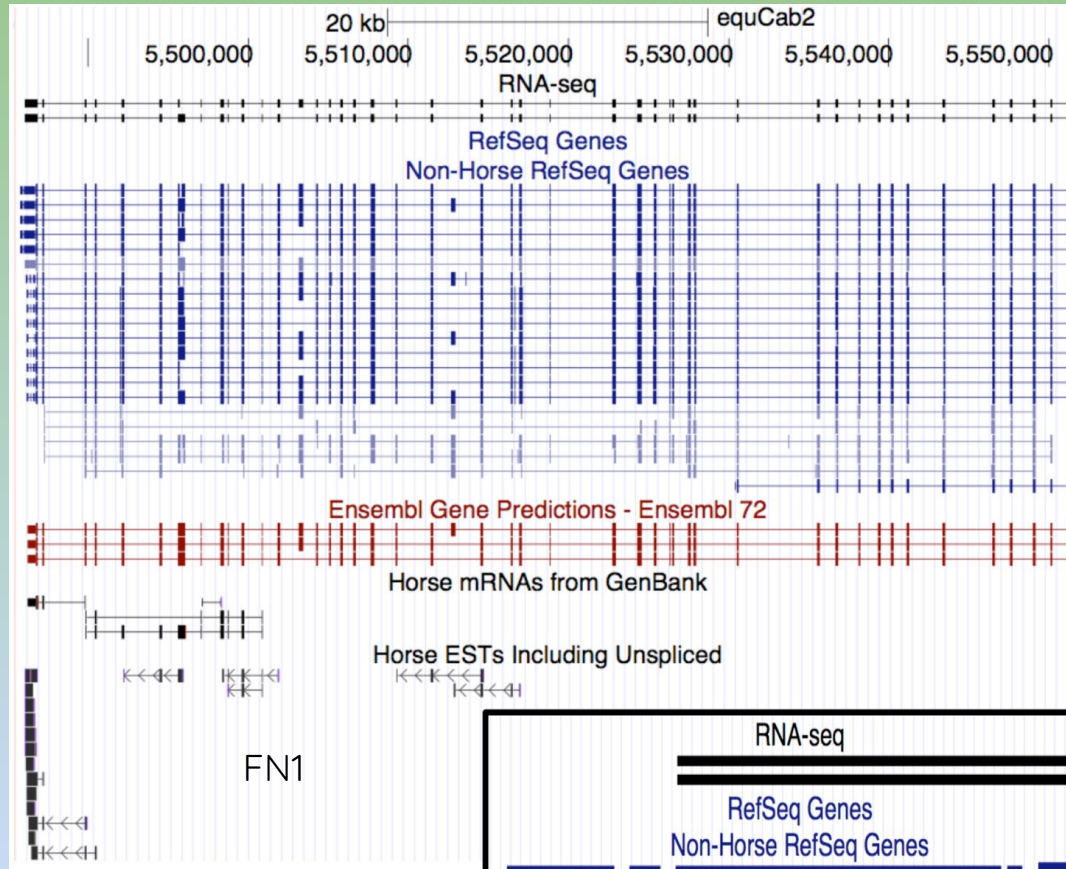 20 kb equCab2
5,500,000 5,510,000 5,520,000 5,530,000 5,540,000 5,550,000
RNA-seq
RefSeq Genes
Non-Horse RefSeq Genes
Ensembl Gene Predictions - Ensembl 72
Horse mRNAs from GenBank
Horse ESTs Including Unspliced
FN1
RNA-seq
RefSeq Genes
Non-Horse RefSeq Genes